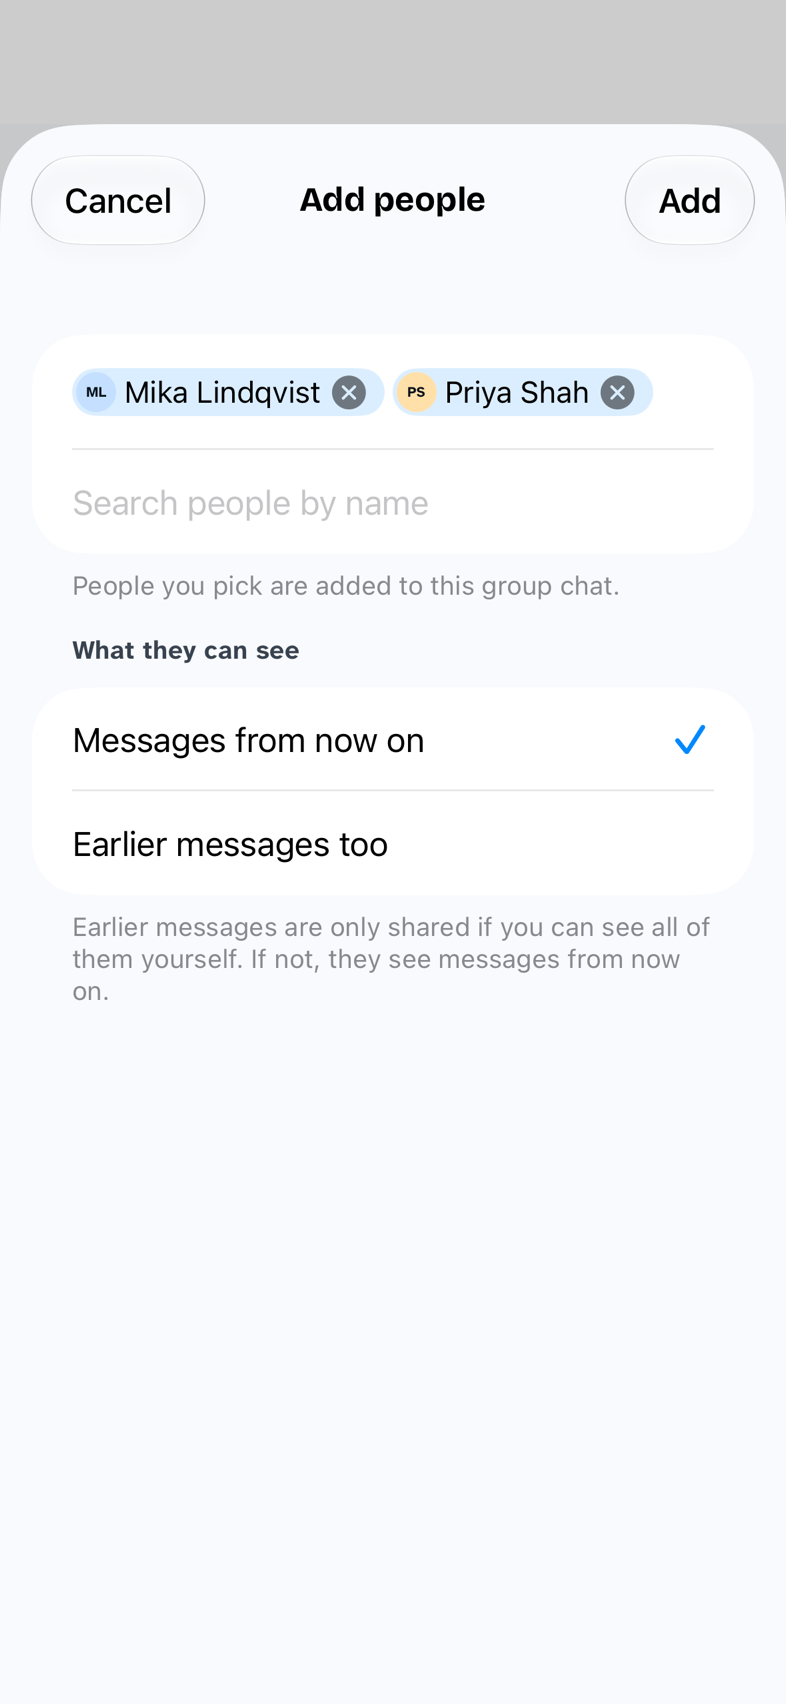 Cancel
Add people
Add
ML Mika Lindqvist PS Priya Shah
Search people by name
People you pick are added to this group chat.
What they can see
Messages from now on
Earlier messages too
Earlier messages are only shared if you can see all of
them yourself. If not, they see messages from now
on.